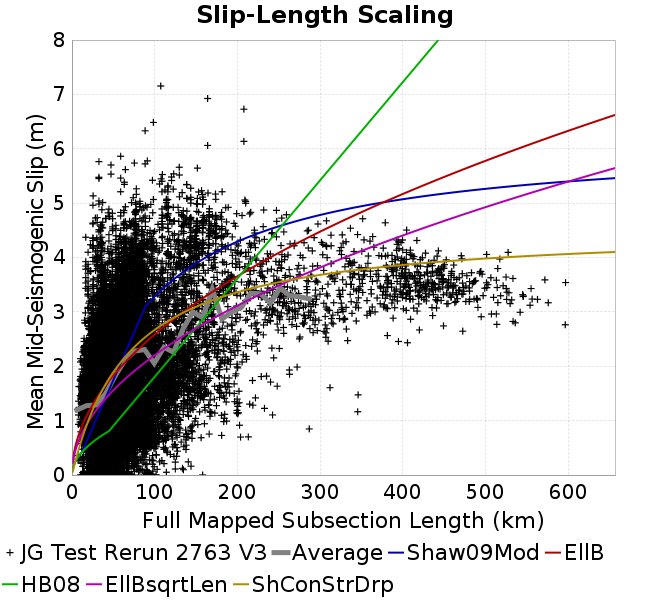 Slip-Length Scaling
Mean Mid-Seismogenic Slip (m)
8
7
6
5
4
3
2
1
0
0 100 200 300 400 500 600
Full Mapped Subsection Length (km)
JG Test Rerun 2763 V3 Average Shaw09Mod EllB
HB08 EllBsqrtLen ShConStrDrp